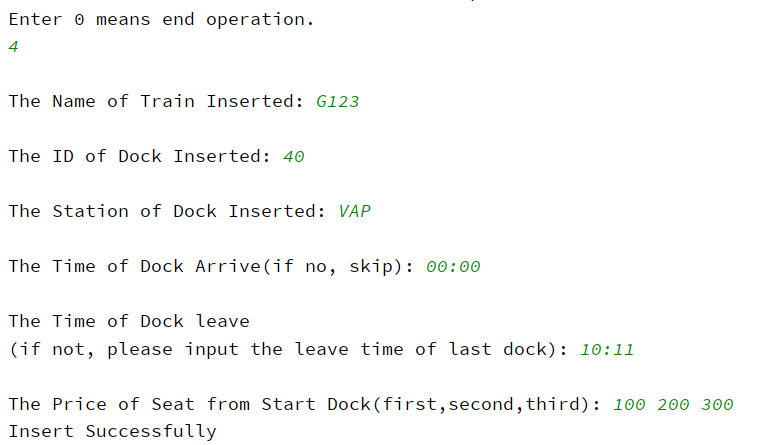 Enter 0 means end operation.
4
The Name of Train Inserted: G123
The ID of Dock Inserted: 40
The Station of Dock Inserted: VAP
The Time of Dock Arrive(if no, skip): 00:00
The Time of Dock leave
(if not, please input the leave time of last dock): 10:11
The Price of Seat from Start Dock(first,second,third): 100 200 300
Insert Successfully